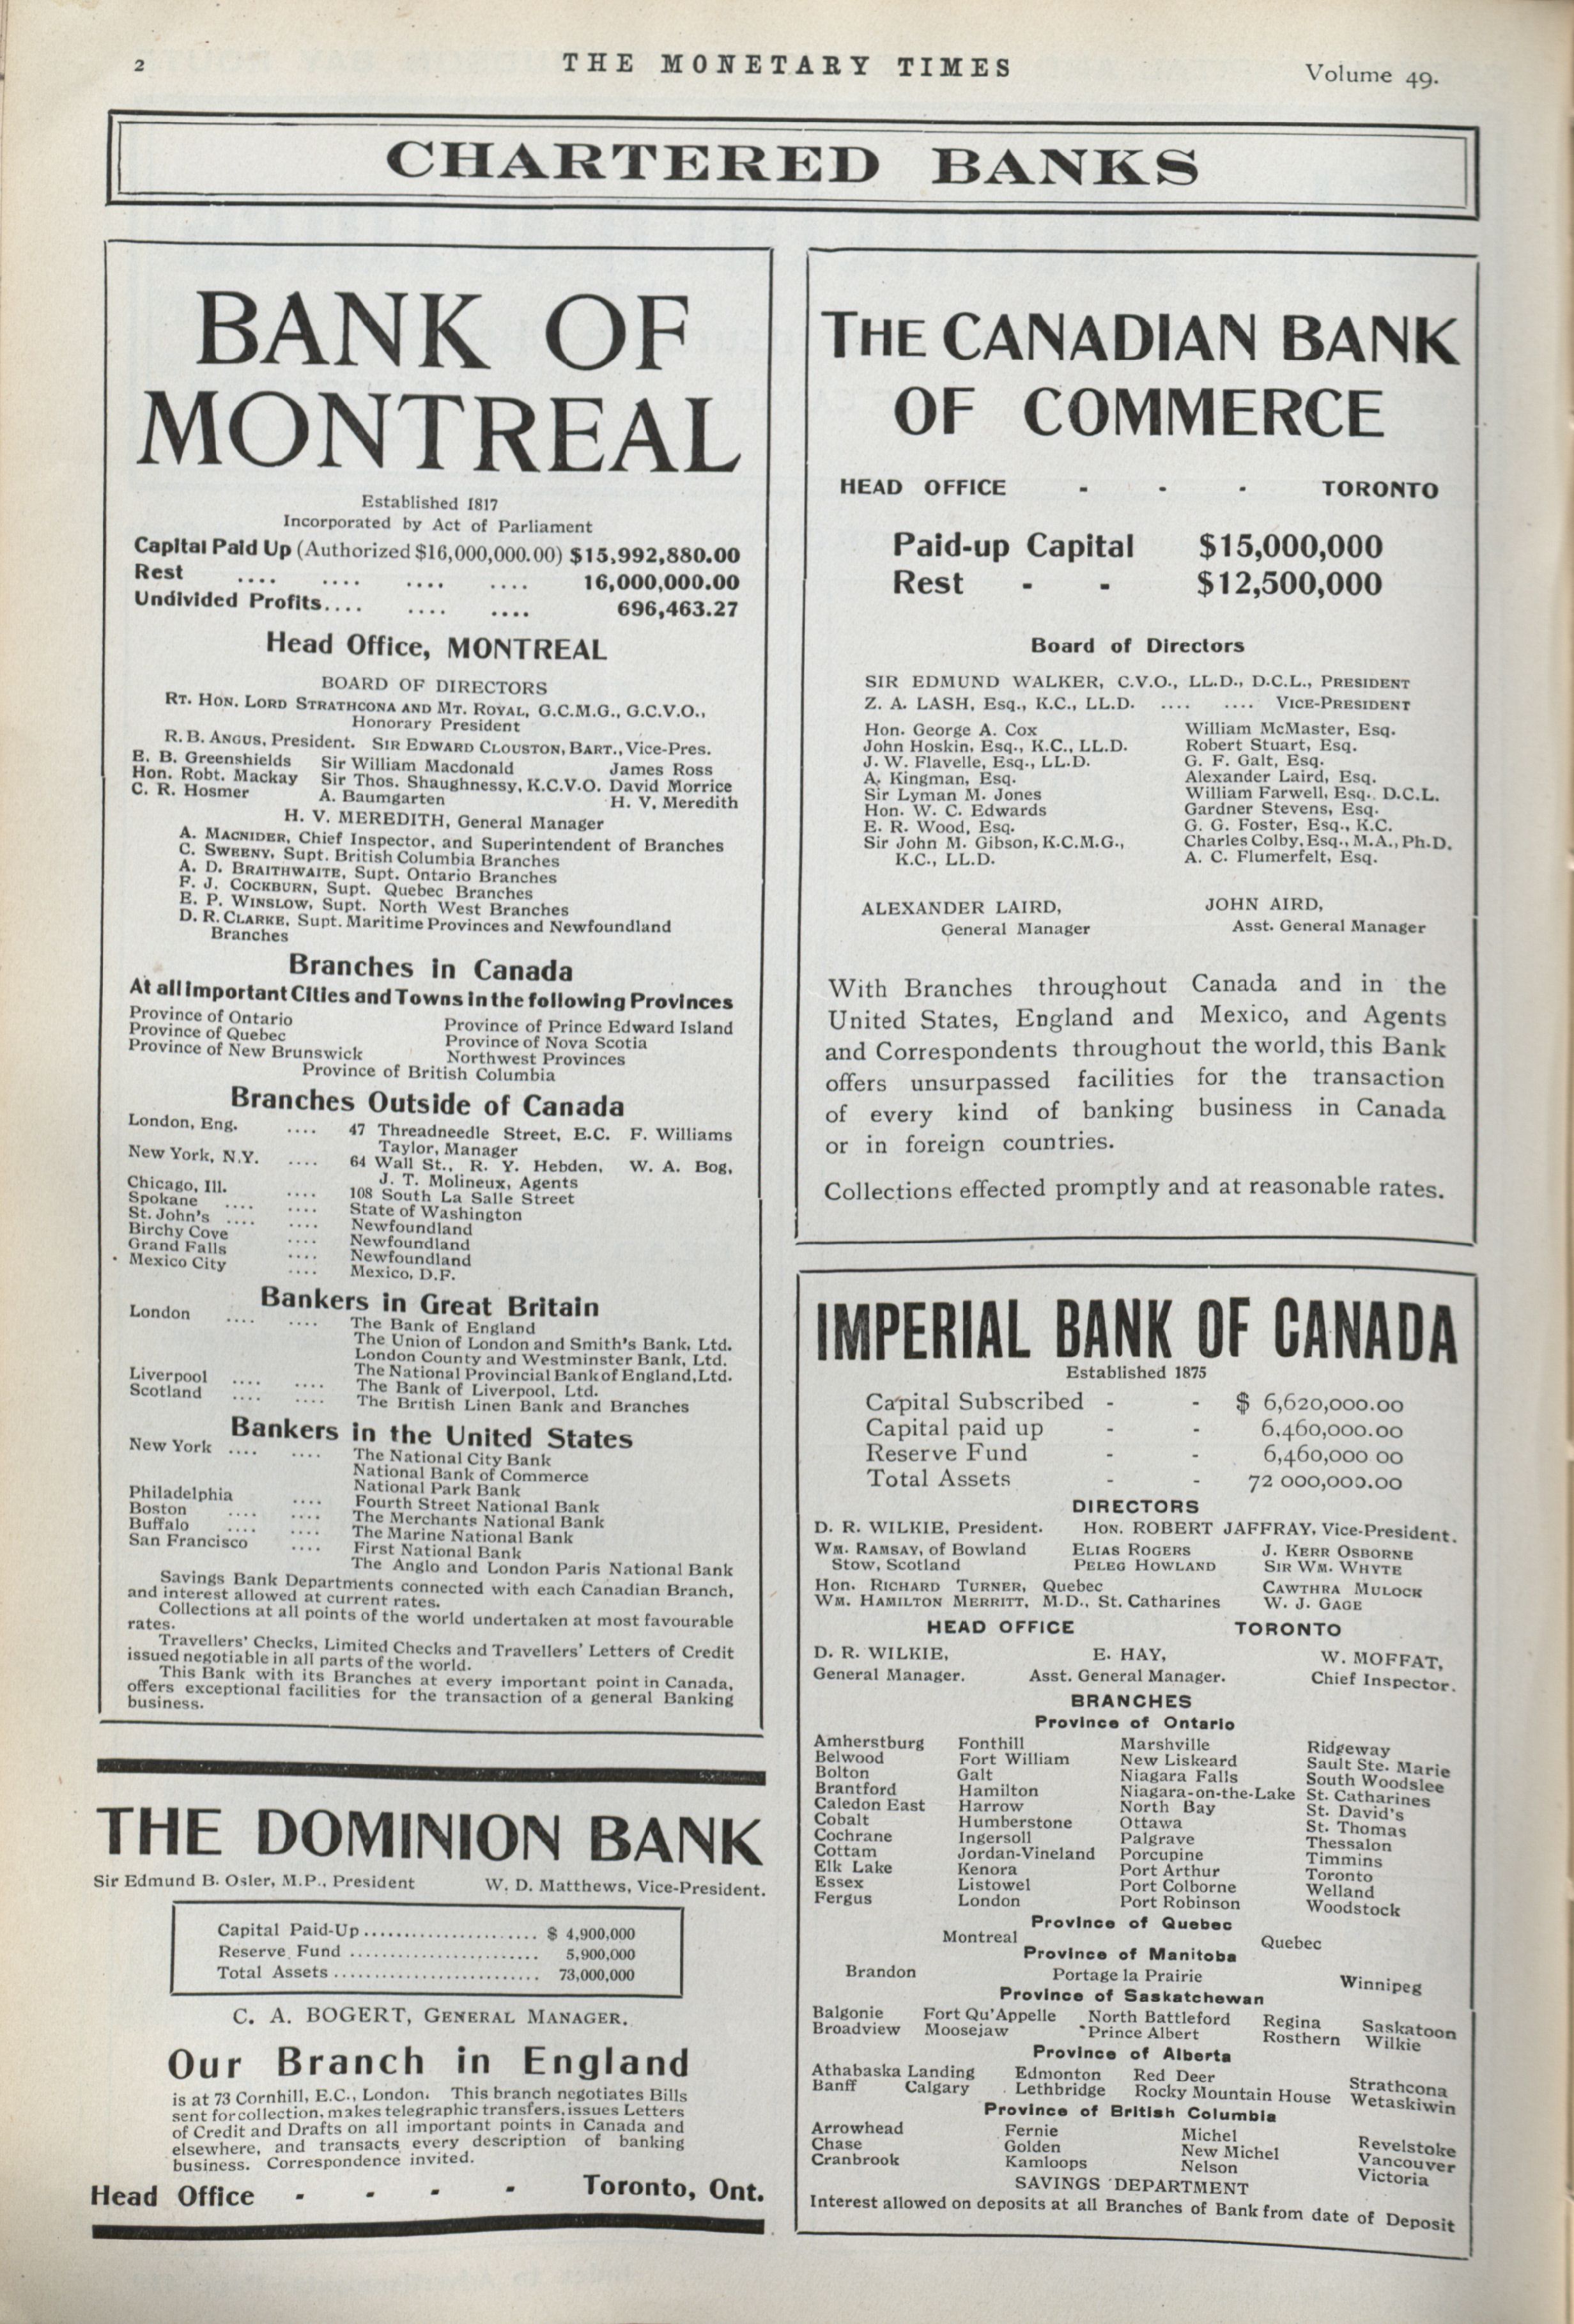 2
THE MONETARY TIMES
Volume 49.
CHARTERED BANKS
BANK OF
MONTREAL
Established 1817
Incorporated by Act of Parliament
Capital Paid Up (Authorized $16,000,000.00) $15,992,880.00
Rest .... .... .... .... 16,000,000.00
Undivided Profits.... .... .... 696,463.27
Head Office, MONTREAL
BOARD OF DIRECTORS
RT. HON. LORD STRATHCONA AND MT. ROYAL, G.C.M.G., G.C.V.O.,
Honorary President
R. B. ANGUS, President. SIR EDWARD CLOUSTON, BART., Vice-Pres.
E. B. Greenshields Sir William Macdonald James Ross
Hon. Robt. Mackay Sir Thos. Shaughnessy, K.C.V.O. David Morrice
C. R. Hosmer A. Baumgarten H. V. Meredith
H. V. MEREDITH, General Manager
A. MACNIDER, Chief Inspector, and Superintendent of Branches
C. SWEENY, Supt. British Columbia Branches
A. D. BRAITHWAITE, Supt. Ontario Branches
F. J. COCKBURN, Supt. Quebec Branches
E. P. WINSLOW, Supt. North West Branches
D. R. CLARKE, Supt. Maritime Provinces and Newfoundland
Branches
Branches in Canada
At all Important Cities and Towns in the following Provinces
Province of Ontario Province of Prince Edward Island
Province of Quebec Province of Nova Scotia
Province of New Brunswick Northwest Provinces
Province of British Columbia
Branches Outside of Canada
London, Eng. .... 47 Threadneedle Street, E.C. F. Williams
Taylor, Manager
New York, N.Y. .... 64 Wall St., R. Y. Hebden, W. A. Bog,
J. T. Molineux, Agents
Chicago, Ill. .... 108 South La Salle Street
Spokane .... .... State of Washington
St. John's .... .... Newfoundland
Birchy Cove .... Newfoundland
Grand Falls .... Newfoundland
Mexico City .... Mexico, D.F.
Bankers in Great Britain
London .... .... The Bank of England
The Union of London and Smith's Bank, Ltd.
London County and Westminster Bank, Ltd.
The National Provincial Bank of England, Ltd.
Liverpool .... .... The Bank of Liverpool, Ltd.
Scotland .... .... The British Linen Bank and Branches
Bankers in the United States
New York .... .... The National City Bank
National Bank of Commerce
National Park Bank
Philadelphia .... Fourth Street National Bank
Boston .... .... The Merchants National Bank
Buffalo .... .... The Marine National Bank
San Francisco .... First National Bank
The Anglo and London Paris National Bank
Savings Bank Departments connected with each Canadian Branch,
and interest allowed at current rates.
Collections at all points of the world undertaken at most favourable
rates.
Travellers' Checks, Limited Checks and Travellers' Letters of Credit
issued negotiable in all parts of the world.
This Bank with its Branches at every important point in Canada,
offers exceptional facilities for the transaction of a general Banking
business.
THE DOMINION BANK
Sir Edmund B. Osler, M.P., President W. D. Matthews, Vice-President.
Capital Paid-Up ...................... $ 4,900,000
Reserve Fund ........................ 5,900,000
Total Assets .......................... 73,000,000
C. A. BOGERT, GENERAL MANAGER.
Our Branch in England
is at 73 Cornhill, E.C., London. This branch negotiates Bills
sent for collection, makes telegraphic transfers, issues Letters
of Credit and Drafts on all important points in Canada and
elsewhere, and transacts every description of banking
business. Correspondence invited.
Head Office - - - - Toronto, Ont.
THE CANADIAN BANK
OF COMMERCE
HEAD OFFICE - - - TORONTO
Paid-up Capital $15,000,000
Rest - - $12,500,000
Board of Directors
SIR EDMUND WALKER, C.V.O., LL.D., D.C.L., PRESIDENT
Z. A. LASH, Esq., K.C., LL.D. .... .... VICE-PRESIDENT
Hon. George A. Cox William McMaster, Esq.
John Hoskin, Esq., K.C., LL.D. Robert Stuart, Esq.
J. W. Flavelle, Esq., LL.D. G. F. Galt, Esq.
A. Kingman, Esq. Alexander Laird, Esq.
Sir Lyman M. Jones William Farwell, Esq., D.C.L.
Hon. W. C. Edwards Gardner Stevens, Esq.
E. R. Wood, Esq. G. G. Foster, Esq., K.C.
Sir John M. Gibson, K.C.M.G., Charles Colby, Esq., M.A., Ph.D.
K.C., LL.D. A. C. Flumerfelt, Esq.
ALEXANDER LAIRD, JOHN AIRD,
General Manager Asst. General Manager
With Branches throughout Canada and in the
United States, England and Mexico, and Agents
and Correspondents throughout the world, this Bank
offers unsurpassed facilities for the transaction
of every kind of banking business in Canada
or in foreign countries.
Collections effected promptly and at reasonable rates.
IMPERIAL BANK OF CANADA
Established 1875
Capital Subscribed - - $ 6,620,000.00
Capital paid up - - 6,460,000.00
Reserve Fund - - 6,460,000 00
Total Assets - - 72 000,000.00
DIRECTORS
D. R. WILKIE, President. HON. ROBERT JAFFRAY, Vice-President.
WM. RAMSAY, of Bowland ELIAS ROGERS J. KERR OSBORNE
Stow, Scotland PELEG HOWLAND SIR WM. WHYTE
Hon. RICHARD TURNER, Quebec CAWTHRA MULOCK
WM. HAMILTON MERRITT, M.D., St. Catharines W. J. GAGE
HEAD OFFICE TORONTO
D. R. WILKIE, E. HAY, W. MOFFAT,
General Manager. Asst. General Manager. Chief Inspector.
BRANCHES
Province of Ontario
Amherstburg Fonthill Marshville Ridgeway
Belwood Fort William New Liskeard Sault Ste. Marie
Bolton Galt Niagara Falls South Woodslee
Brantford Hamilton Niagara-on-the-Lake St. Catharines
Caledon East Harrow North Bay St. David's
Cobalt Humberstone Ottawa St. Thomas
Cochrane Ingersoll Palgrave Thessalon
Cottam Jordan-Vineland Porcupine Timmins
Elk Lake Kenora Port Arthur Toronto
Essex Listowel Port Colborne Welland
Fergus London Port Robinson Woodstock
Province of Quebec
Montreal Quebec
Province of Manitoba
Brandon Portage la Prairie Winnipeg
Province of Saskatchewan
Balgonie Fort Qu'Appelle North Battleford Regina Saskatoon
Broadview Moosejaw Prince Albert Rosthern Wilkie
Province of Alberta
Athabaska Landing Edmonton Red Deer Strathcona
Banff Calgary Lethbridge Rocky Mountain House Wetaskiwin
Province of British Columbia
Arrowhead Fernie Michel Revelstoke
Chase Golden New Michel Vancouver
Cranbrook Kamloops Nelson Victoria
SAVINGS DEPARTMENT
Interest allowed on deposits at all Branches of Bank from date of Deposit